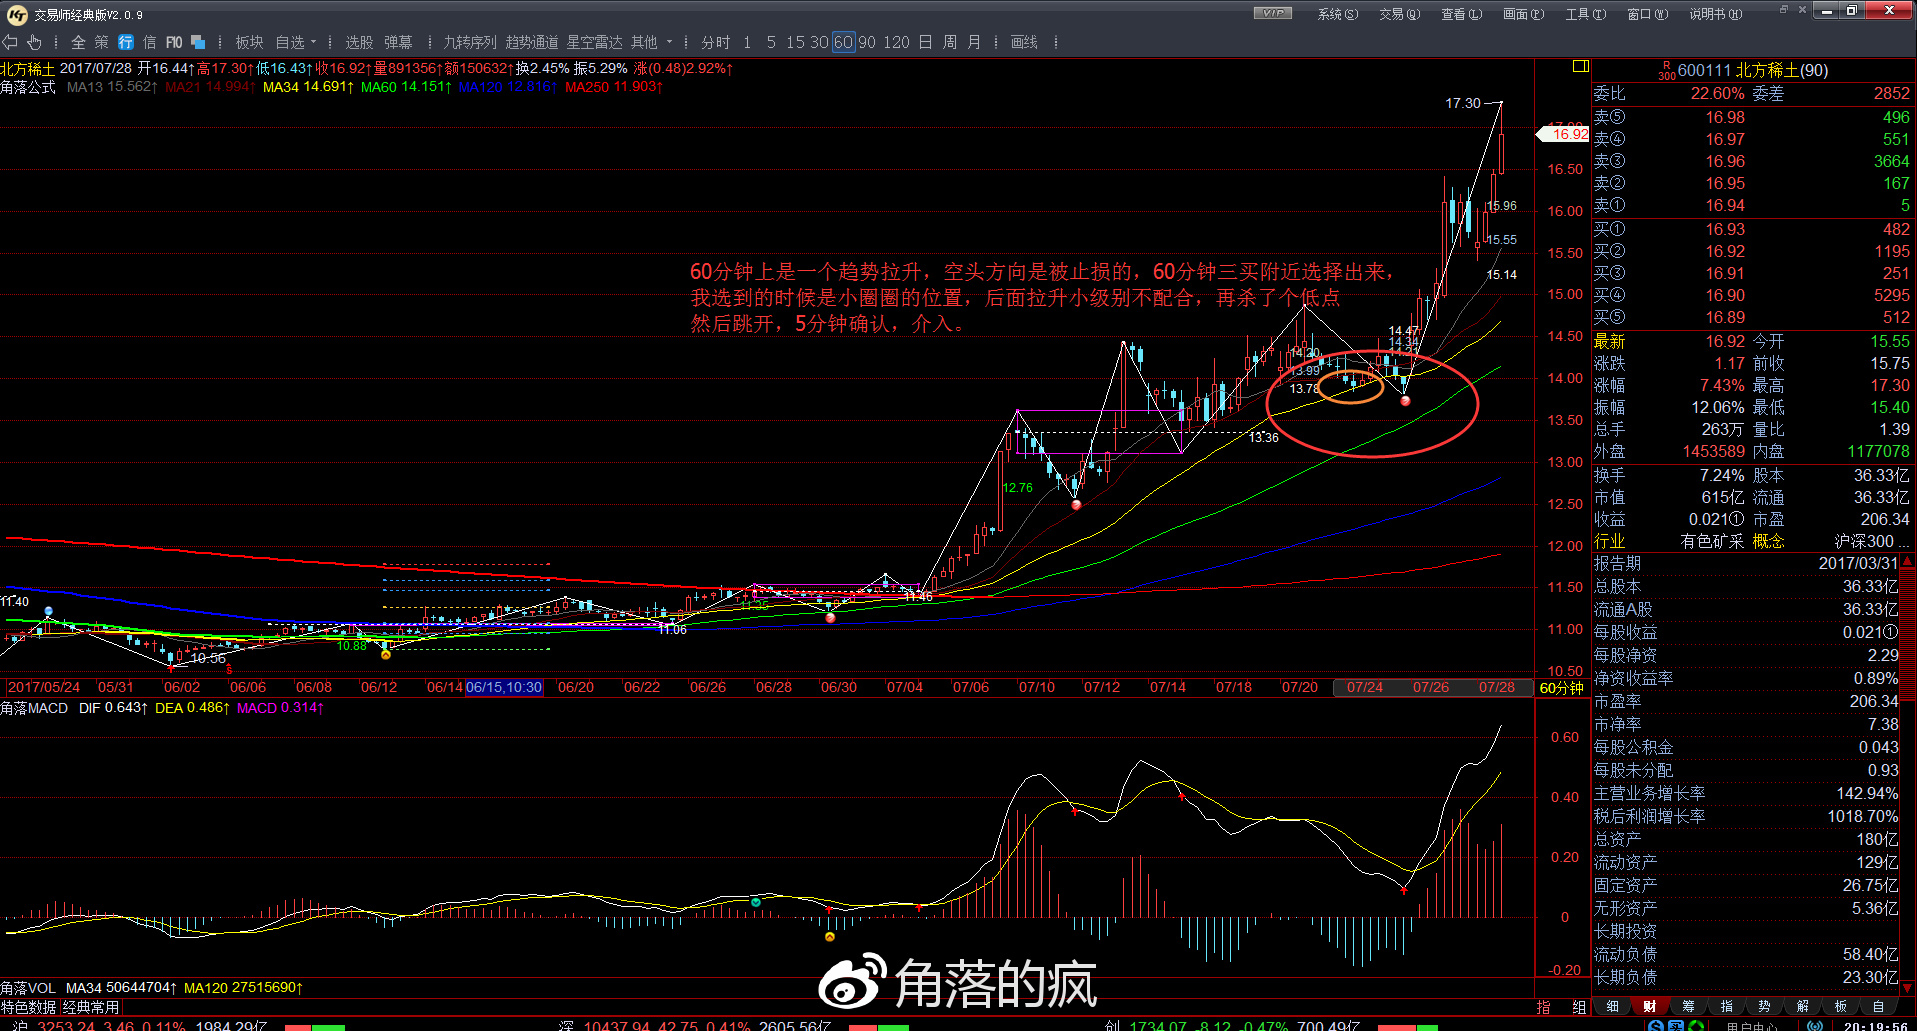 交易师经典版V2.0.9
VIP 系统(S) 交易(Q) 查看(L) 画面(P) 工具(T) 窗口(W) 说明书(H)
全 策 行 信 F10 板块 自选 选股 弹幕 九转序列 趋势通道 星空雷达 其他 分时 1 5 15 30 60 90 120 日 周 月 画线
北方稀土 2017/07/28 开16.44↑高17.30↑低16.43↑收16.92↑量891356↑额150632↑换2.45% 振5.29% 涨(0.48)2.92%↑
角落公式 MA13 15.562↑ MA21 14.994↑ MA34 14.691↑ MA60 14.151↑ MA120 12.816↑ MA250 11.903↑
60分钟上是一个趋势拉升，空头方向是被止损的，60分钟三买附近选择出来，
我选到的时候是小圈圈的位置，后面拉升小级别不配合，再杀了个低点
然后跳开，5分钟确认，介入。
17.30
15.96
15.55
15.14
14.47
14.34
14.21
14.20
13.99
13.78
13.36
12.76
11.46
11.35
11.06
10.88
10.56
11.40
17.00
16.92
16.50
16.00
15.50
15.00
14.50
14.00
13.50
13.00
12.50
12.00
11.50
11.00
10.50
2017/05/24 05/31 06/02 06/06 06/08 06/12 06/14 06/15,10:30 06/20 06/22 06/26 06/28 06/30 07/04 07/06 07/10 07/12 07/14 07/18 07/20 07/24 07/26 07/28 60分钟
角落MACD DIF 0.643↑ DEA 0.486↑ MACD 0.314↑
0.60
0.40
0.20
0
-0.20
角落的疯
角落VOL MA34 50644704↑ MA120 27515690↑
特色数据 经典常用 指 组
R 300 600111 北方稀土(90)
委比 22.60% 委差 2852
卖⑤ 16.98 496
卖④ 16.97 551
卖③ 16.96 3664
卖② 16.95 167
卖① 16.94 5
买① 16.93 482
买② 16.92 1195
买③ 16.91 251
买④ 16.90 5295
买⑤ 16.89 512
最新 16.92 今开 15.55
涨跌 1.17 前收 15.75
涨幅 7.43% 最高 17.30
振幅 12.06% 最低 15.40
总手 263万 量比 1.39
外盘 1453589 内盘 1177078
换手 7.24% 股本 36.33亿
市值 615亿 流通 36.33亿
收益 0.021① 市盈 206.34
行业 有色矿采 概念 沪深300 ...
报告期 2017/03/31
总股本 36.33亿
流通A股 36.33亿
每股收益 0.021①
每股净资 2.29
净资收益率 0.89%
市盈率 206.34
市净率 7.38
每股公积金 0.043
每股未分配 0.93
主营业务增长率 142.94%
税后利润增长率 1018.70%
总资产 180亿
流动资产 129亿
固定资产 26.75亿
无形资产 5.36亿
长期投资
流动负债 58.40亿
长期负债 23.30亿
细 财 筹 指 势 解 板 自
沪 3253.24 3.46 0.11% 1984.29亿 深 10437.94 42.75 0.41% 2605.56亿 创 1734.07 -8.12 -0.47% 700.49亿 用户中心 20:19:56